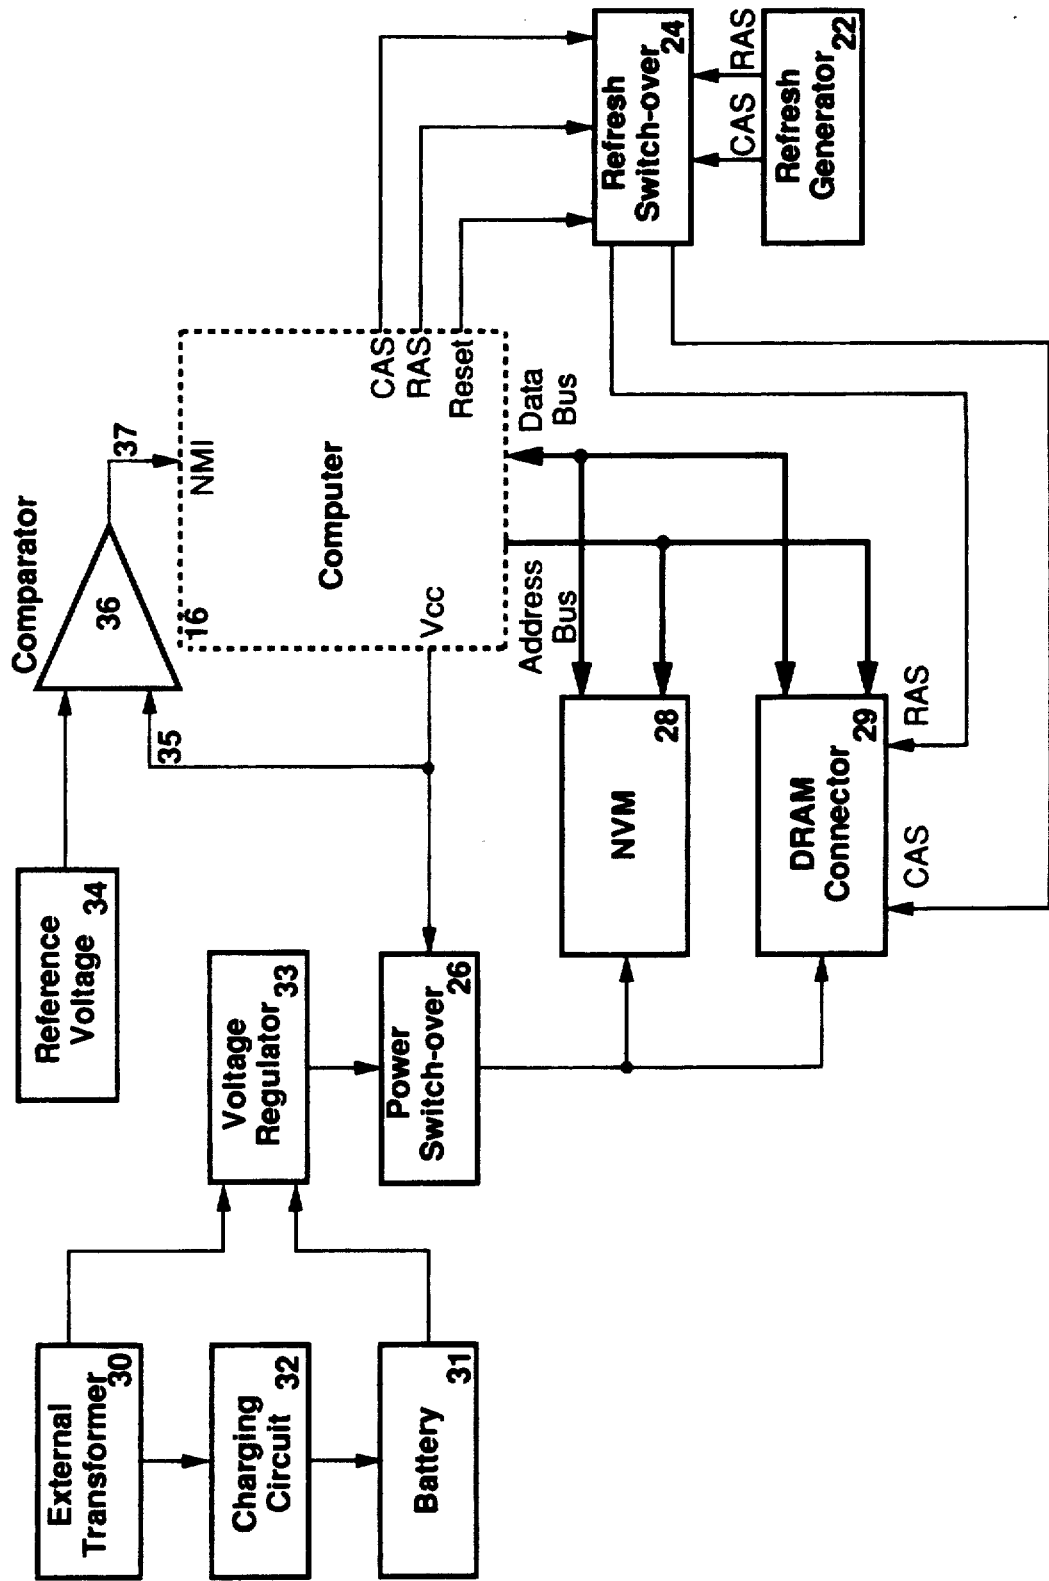 External
Transformer
30
Charging
Circuit
32
Battery
31
Reference
Voltage
34
Voltage
Regulator
33
Power
Switch-over
26
Comparator
36
35
37
16
NMI
Computer
Vcc
CAS
RAS
Reset
Address
Bus
Data
Bus
NVM
28
DRAM
Connector
29
CAS
RAS
Refresh
Switch-over
24
CAS
RAS
Refresh
Generator
22